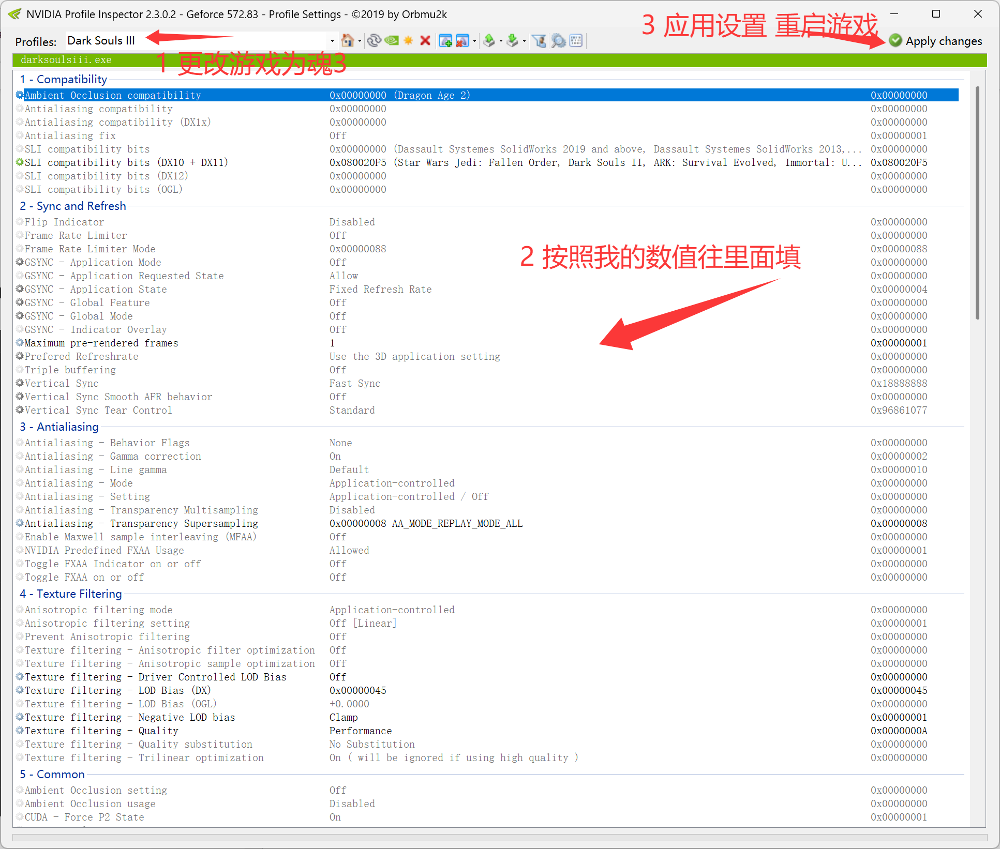 NVIDIA Profile Inspector 2.3.0.2 - Geforce 572.83 - Profile Settings - ©2019 by Orbmu2k
3 应用设置 重启游戏
Profiles: Dark Souls III Apply changes
darksoulsiii.exe
1 更改游戏为魂3
1 - Compatibility
Ambient Occlusion compatibility 0x00000000 (Dragon Age 2) 0x00000000
Antialiasing compatibility 0x00000000 0x00000000
Antialiasing compatibility (DX1x) 0x00000000 0x00000000
Antialiasing fix Off 0x00000001
SLI compatibility bits 0x00000000 (Dassault Systemes SolidWorks 2019 and above, Dassault Systemes SolidWorks 2013,... 0x00000000
SLI compatibility bits (DX10 + DX11) 0x080020F5 (Star Wars Jedi: Fallen Order, Dark Souls II, ARK: Survival Evolved, Immortal: U... 0x080020F5
SLI compatibility bits (DX12) 0x00000000 0x00000000
SLI compatibility bits (OGL) 0x00000000 0x00000000
2 - Sync and Refresh
Flip Indicator Disabled 0x00000000
Frame Rate Limiter Off 0x00000000
Frame Rate Limiter Mode 0x00000088 0x00000088
2 按照我的数值往里面填
GSYNC - Application Mode Off 0x00000000
GSYNC - Application Requested State Allow 0x00000000
GSYNC - Application State Fixed Refresh Rate 0x00000004
GSYNC - Global Feature Off 0x00000000
GSYNC - Global Mode Off 0x00000000
GSYNC - Indicator Overlay Off 0x00000000
Maximum pre-rendered frames 1 0x00000001
Prefered Refreshrate Use the 3D application setting 0x00000000
Triple buffering Off 0x00000000
Vertical Sync Fast Sync 0x18888888
Vertical Sync Smooth AFR behavior Off 0x00000000
Vertical Sync Tear Control Standard 0x96861077
3 - Antialiasing
Antialiasing - Behavior Flags None 0x00000000
Antialiasing - Gamma correction On 0x00000002
Antialiasing - Line gamma Default 0x00000010
Antialiasing - Mode Application-controlled 0x00000000
Antialiasing - Setting Application-controlled / Off 0x00000000
Antialiasing - Transparency Multisampling Disabled 0x00000000
Antialiasing - Transparency Supersampling 0x00000008 AA_MODE_REPLAY_MODE_ALL 0x00000008
Enable Maxwell sample interleaving (MFAA) Off 0x00000000
NVIDIA Predefined FXAA Usage Allowed 0x00000001
Toggle FXAA Indicator on or off Off 0x00000000
Toggle FXAA on or off Off 0x00000000
4 - Texture Filtering
Anisotropic filtering mode Application-controlled 0x00000000
Anisotropic filtering setting Off [Linear] 0x00000001
Prevent Anisotropic filtering Off 0x00000000
Texture filtering - Anisotropic filter optimization Off 0x00000000
Texture filtering - Anisotropic sample optimization Off 0x00000000
Texture filtering - Driver Controlled LOD Bias Off 0x00000000
Texture filtering - LOD Bias (DX) 0x00000045 0x00000045
Texture filtering - LOD Bias (OGL) +0.0000 0x00000000
Texture filtering - Negative LOD bias Clamp 0x00000001
Texture filtering - Quality Performance 0x0000000A
Texture filtering - Quality substitution No Substitution 0x00000000
Texture filtering - Trilinear optimization On ( will be ignored if using high quality ) 0x00000000
5 - Common
Ambient Occlusion setting Off 0x00000000
Ambient Occlusion usage Disabled 0x00000000
CUDA - Force P2 State On 0x00000001